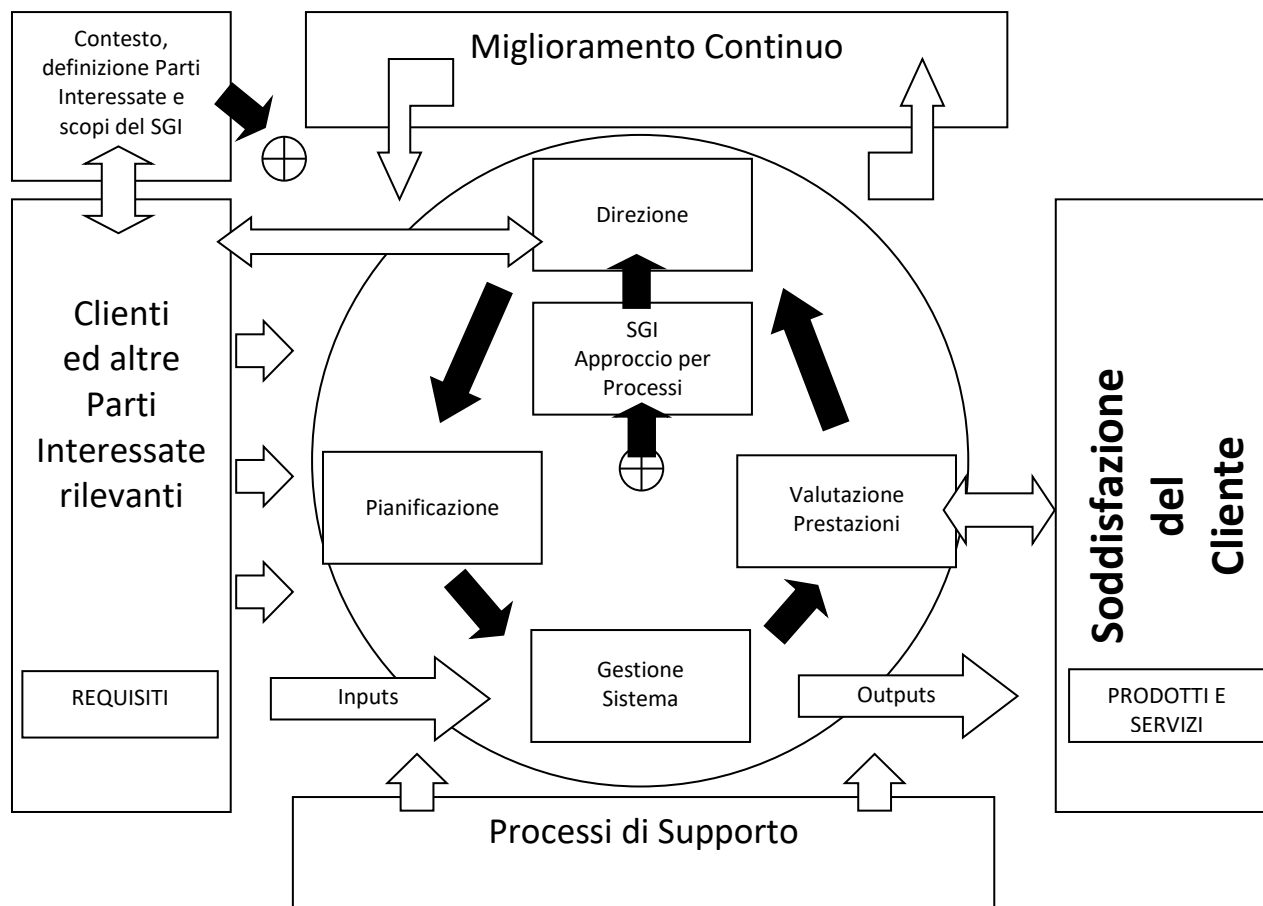 Contesto,
definizione Parti
Interessate e
scopi del SGI
Miglioramento Continuo
Direzione
Clienti
ed altre
Parti
Interessate
rilevanti
SGI
Approccio per
Processi
Pianificazione
Valutazione
Prestazioni
Soddisfazione
del
Cliente
REQUISITI
Inputs
Gestione
Sistema
Outputs
PRODOTTI E
SERVIZI
Processi di Supporto